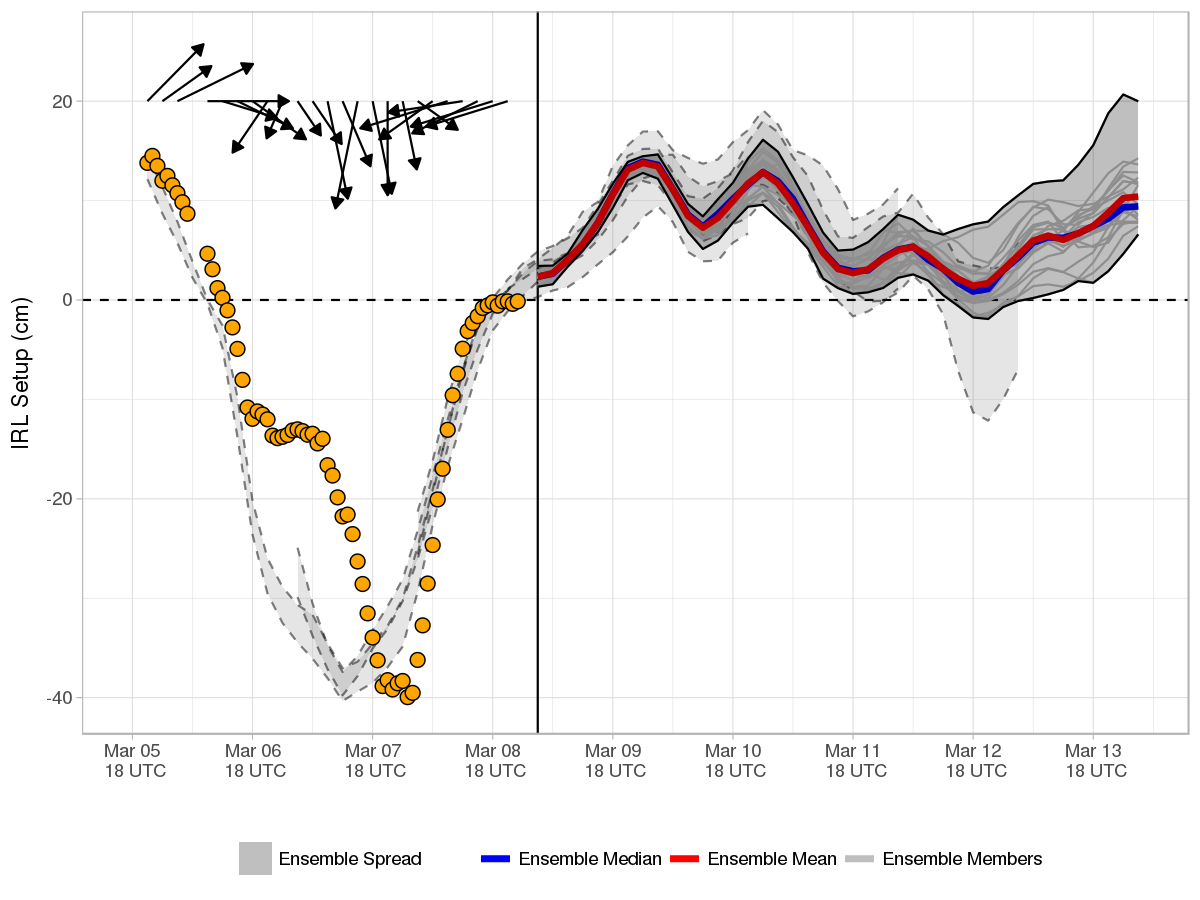 IRL Setup (cm)
20
0
-20
-40
Mar 05 Mar 06 Mar 07 Mar 08 Mar 09 Mar 10 Mar 11 Mar 12 Mar 13
18 UTC 18 UTC 18 UTC 18 UTC 18 UTC 18 UTC 18 UTC 18 UTC 18 UTC
Ensemble Spread Ensemble Median Ensemble Mean Ensemble Members